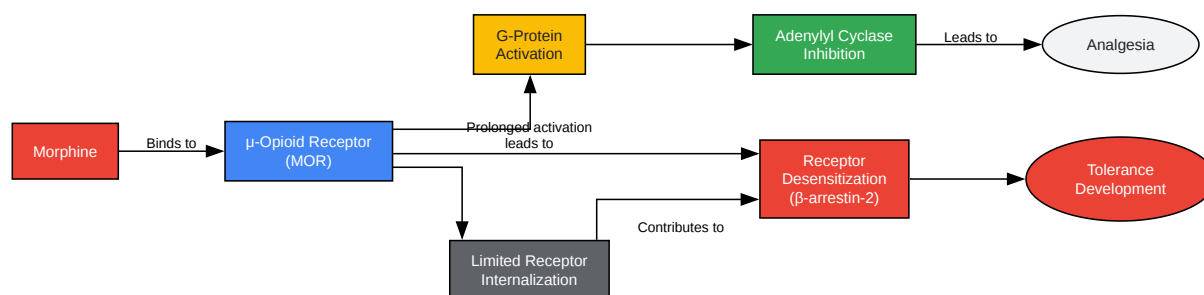 G-Protein
Activation
Adenylyl Cyclase
Inhibition
Leads to
Analgesia
Morphine
Binds to
μ-Opioid Receptor
(MOR)
Prolonged activation
leads to
Receptor
Desensitization
(β-arrestin-2)
Tolerance
Development
Limited Receptor
Internalization
Contributes to